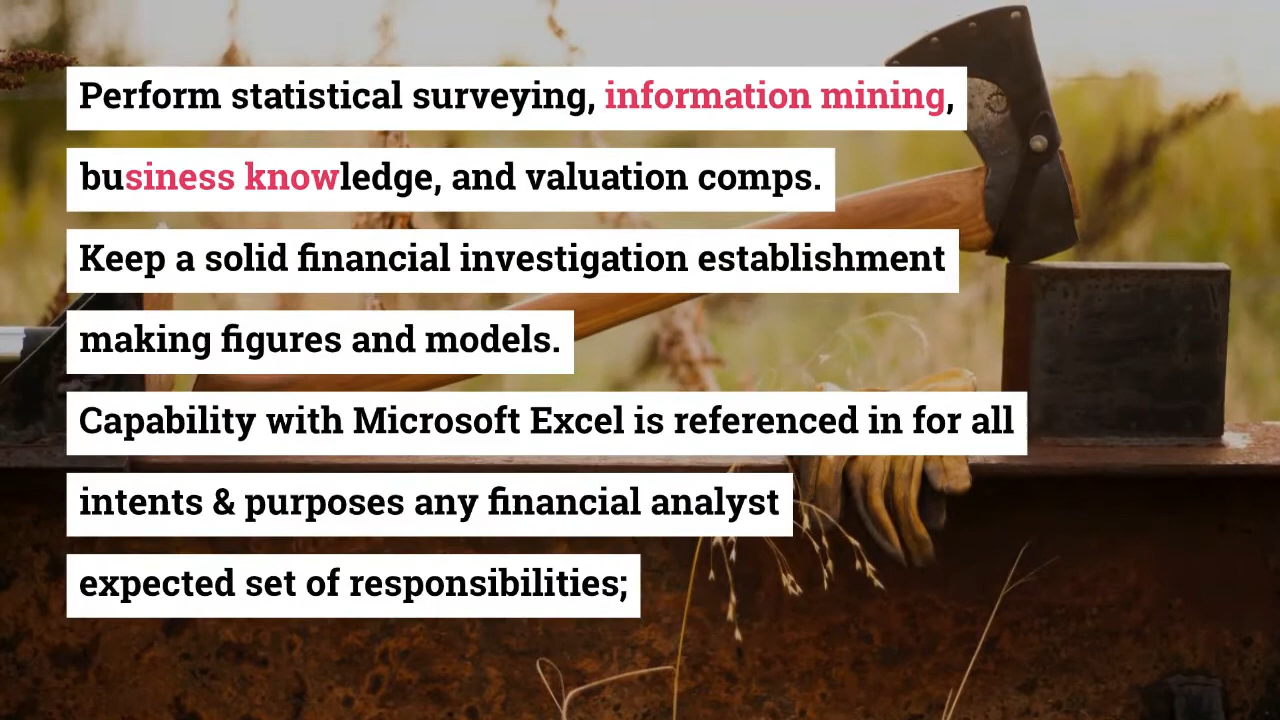 Perform statistical surveying, information mining,
business knowledge, and valuation comps.
Keep a solid financial investigation establishment
making figures and models.
Capability with Microsoft Excel is referenced in for all
intents & purposes any financial analyst
expected set of responsibilities;